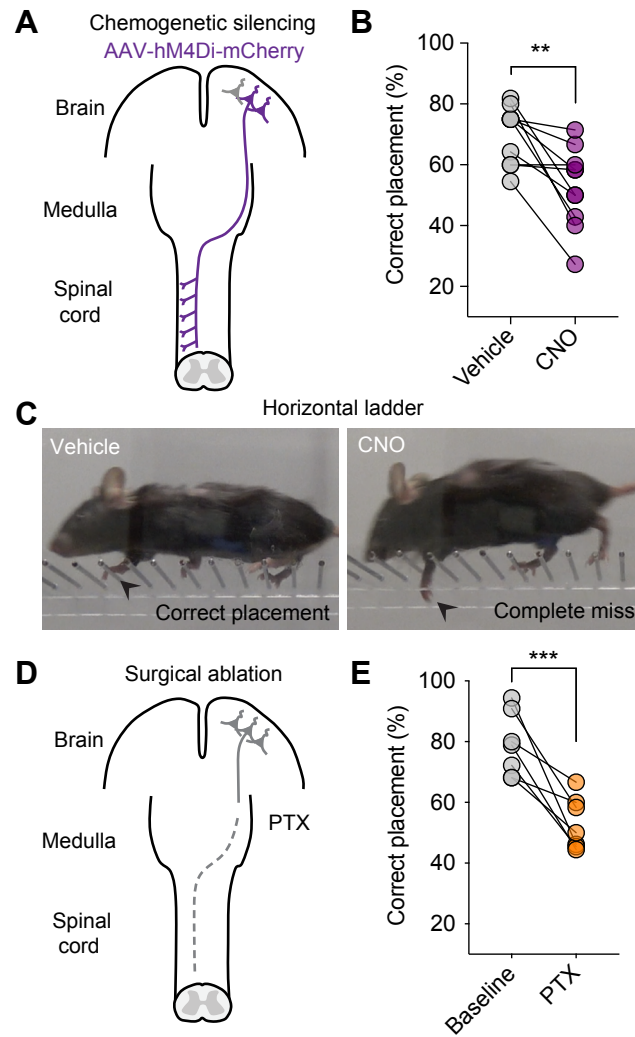 A
Chemogenetic silencing
AAV-hM4Di-mCherry
Brain
Medulla
Spinal
cord
B
Correct placement (%)
100
80
60
40
20
**
Vehicle
CNO
C
Horizontal ladder
Vehicle
Correct placement
CNO
Complete miss
D
Surgical ablation
Brain
Medulla
PTX
Spinal
cord
E
Correct placement (%)
100
80
60
40
20
***
Baseline
PTX